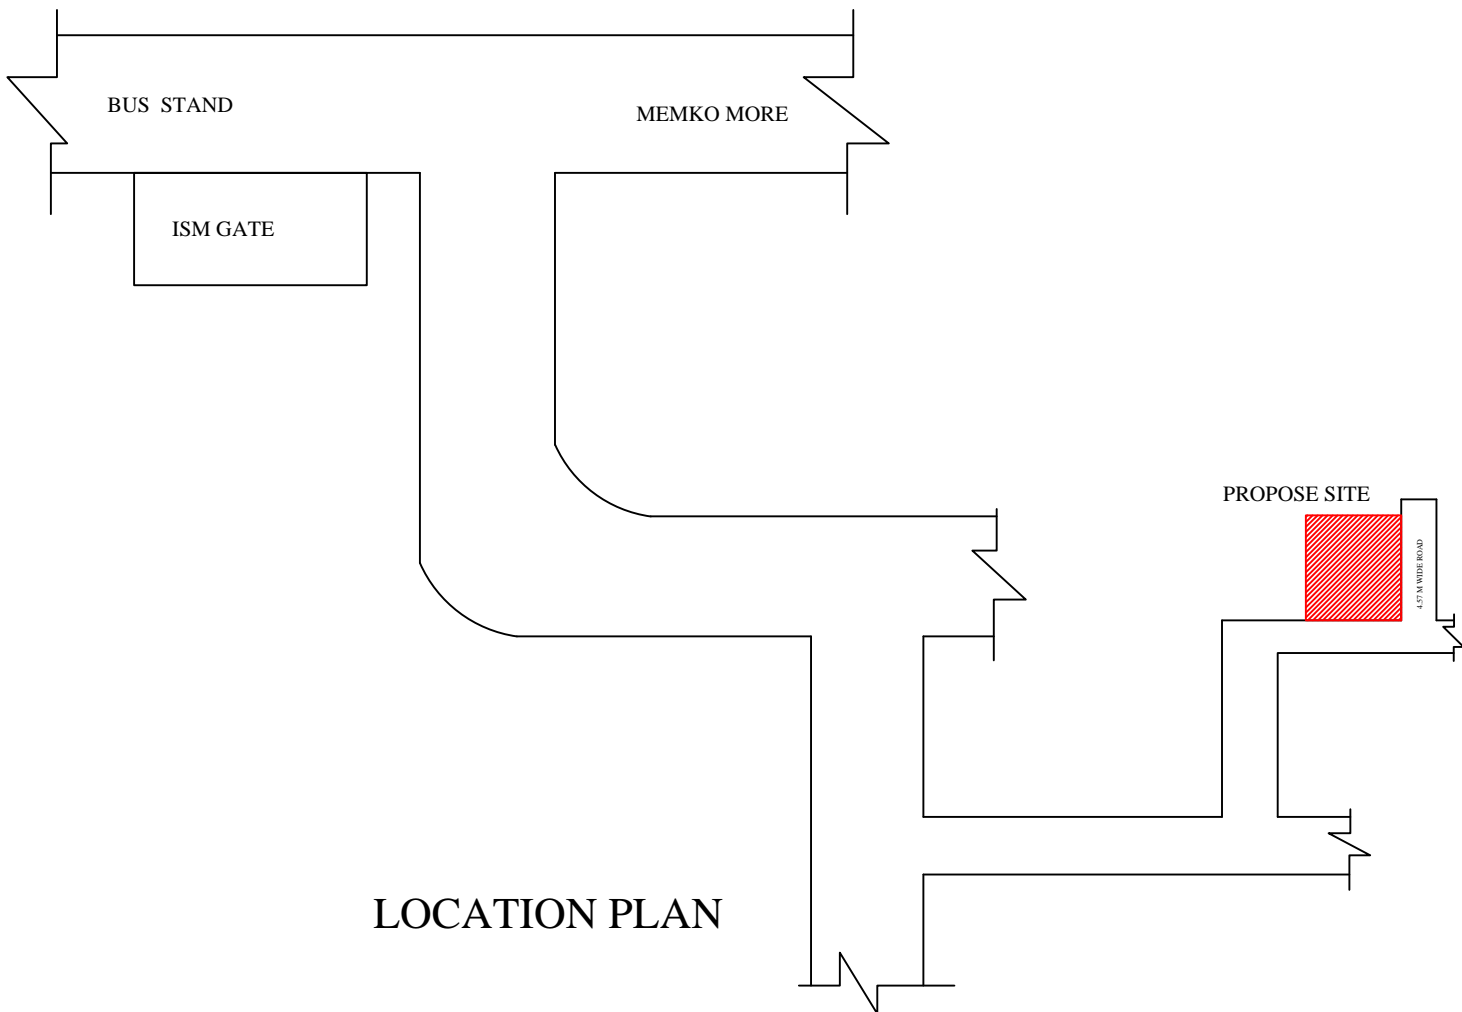 BUS STAND
MEMKO MORE
ISM GATE
PROPOSE SITE
4.57 M WIDE ROAD
LOCATION PLAN